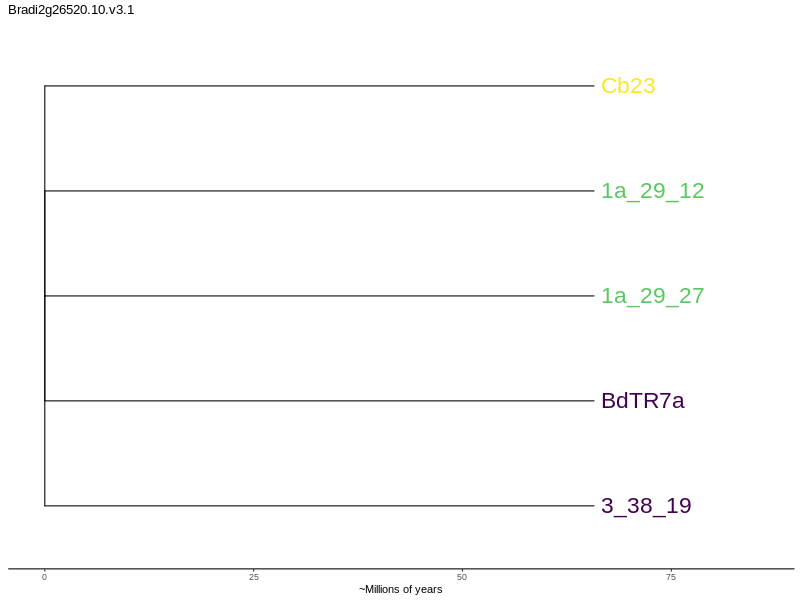 Bradi2g26520.10.v3.1
Cb23
1a_29_12
1a_29_27
BdTR7a
3_38_19
0 25 50 75
~Millions of years